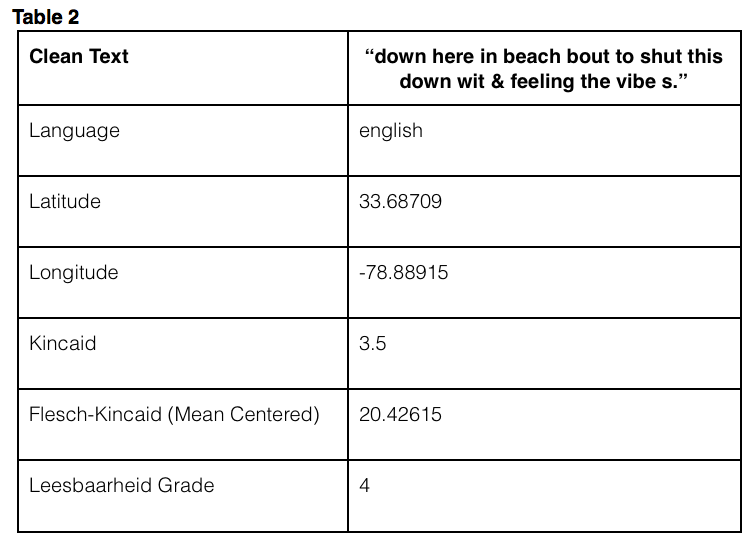 Table 2
Clean Text
“down here in beach bout to shut this
down wit & feeling the vibe s.”
Language
english
Latitude
33.68709
Longitude
-78.88915
Kincaid
3.5
Flesch-Kincaid (Mean Centered)
20.42615
Leesbaarheid Grade
4